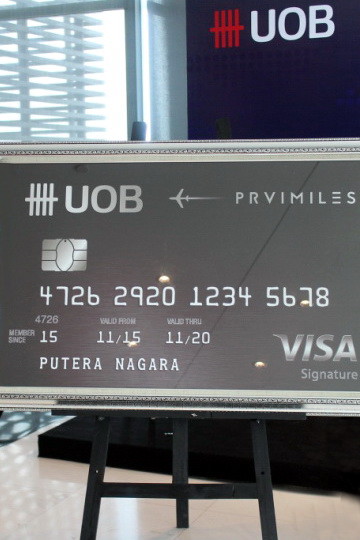 UOB
UOB PRVIMILES
4726 2920 1234 5678
4726
MEMBER SINCE 15
VALID FROM 11/15
VALID THRU 11/20
PUTERA NAGARA
VISA
Signature